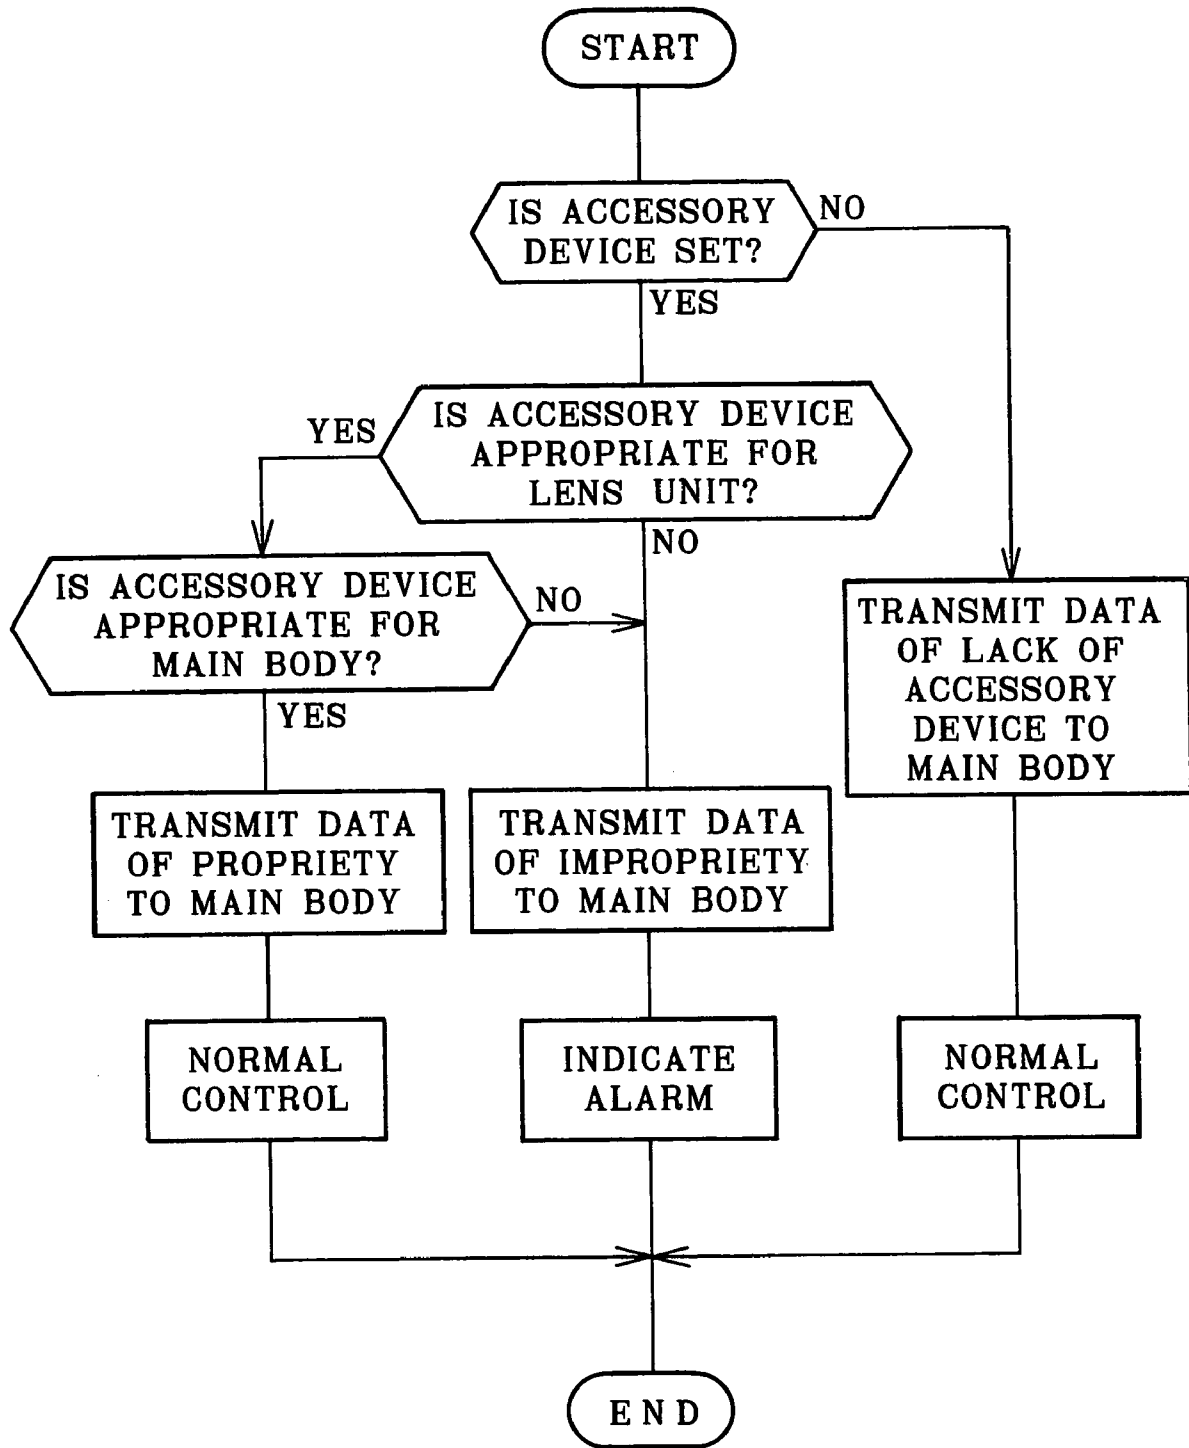 START
IS ACCESSORY
DEVICE SET?
NO
YES
IS ACCESSORY DEVICE
APPROPRIATE FOR
LENS UNIT?
YES
NO
IS ACCESSORY DEVICE
APPROPRIATE FOR
MAIN BODY?
NO
YES
TRANSMIT DATA
OF LACK OF
ACCESSORY
DEVICE TO
MAIN BODY
TRANSMIT DATA
OF PROPRIETY
TO MAIN BODY
TRANSMIT DATA
OF IMPROPRIETY
TO MAIN BODY
NORMAL
CONTROL
INDICATE
ALARM
NORMAL
CONTROL
END